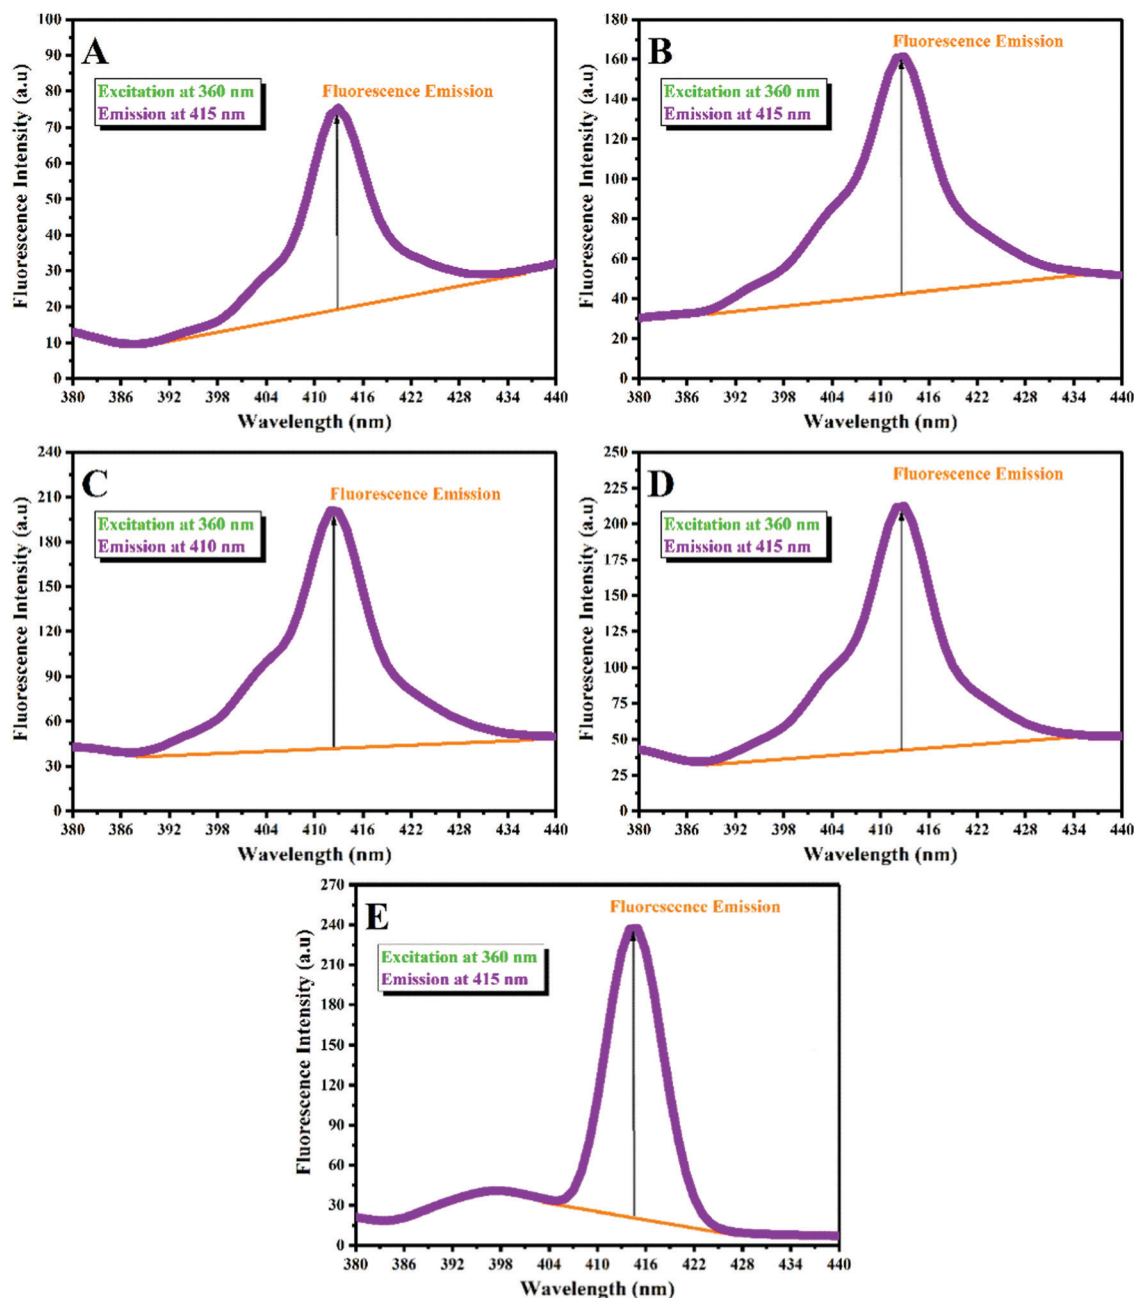 A
Fluorescence Emission
Excitation at 360 nm
Emission at 415 nm
Fluorescence Intensity (a.u)
100
90
80
70
60
50
40
30
20
10
0
380 386 392 398 404 410 416 422 428 434 440
Wavelength (nm)
B
Fluorescence Emission
Excitation at 360 nm
Emission at 415 nm
Fluorescence Intensity (a.u)
180
160
140
120
100
80
60
40
20
0
380 386 392 398 404 410 416 422 428 434 440
Wavelength (nm)
C
Fluorescence Emission
Excitation at 360 nm
Emission at 410 nm
Fluorescence Intensity (a.u)
240
210
180
150
120
90
60
30
0
380 386 392 398 404 410 416 422 428 434 440
Wavelength (nm)
D
Fluorescence Emission
Excitation at 360 nm
Emission at 415 nm
Fluorescence Intensity (a.u)
250
225
200
175
150
125
100
75
50
25
0
380 386 392 398 404 410 416 422 428 434 440
Wavelength (nm)
E
Fluorescence Emission
Excitation at 360 nm
Emission at 415 nm
Fluorescence Intensity (a.u)
270
240
210
180
150
120
90
60
30
0
380 386 392 398 404 410 416 422 428 434 440
Wavelength (nm)